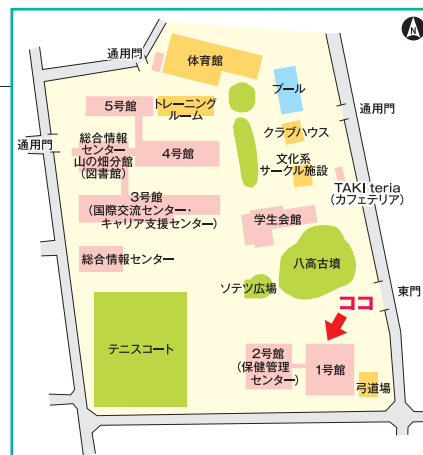 N
通用門
体育館
プール
5号館
トレーニング
ルーム
通用門
クラブハウス
通用門
総合情報
センター
山の畑分館
(図書館)
4号館
文化系
サークル施設
TAKI teria
(カフェテリア)
3号館
(国際交流センター・
キャリア支援センター)
学生会館
総合情報センター
八高古墳
ソテツ広場
東門
ココ
テニスコート
2号館
(保健管理
センター)
1号館
弓道場